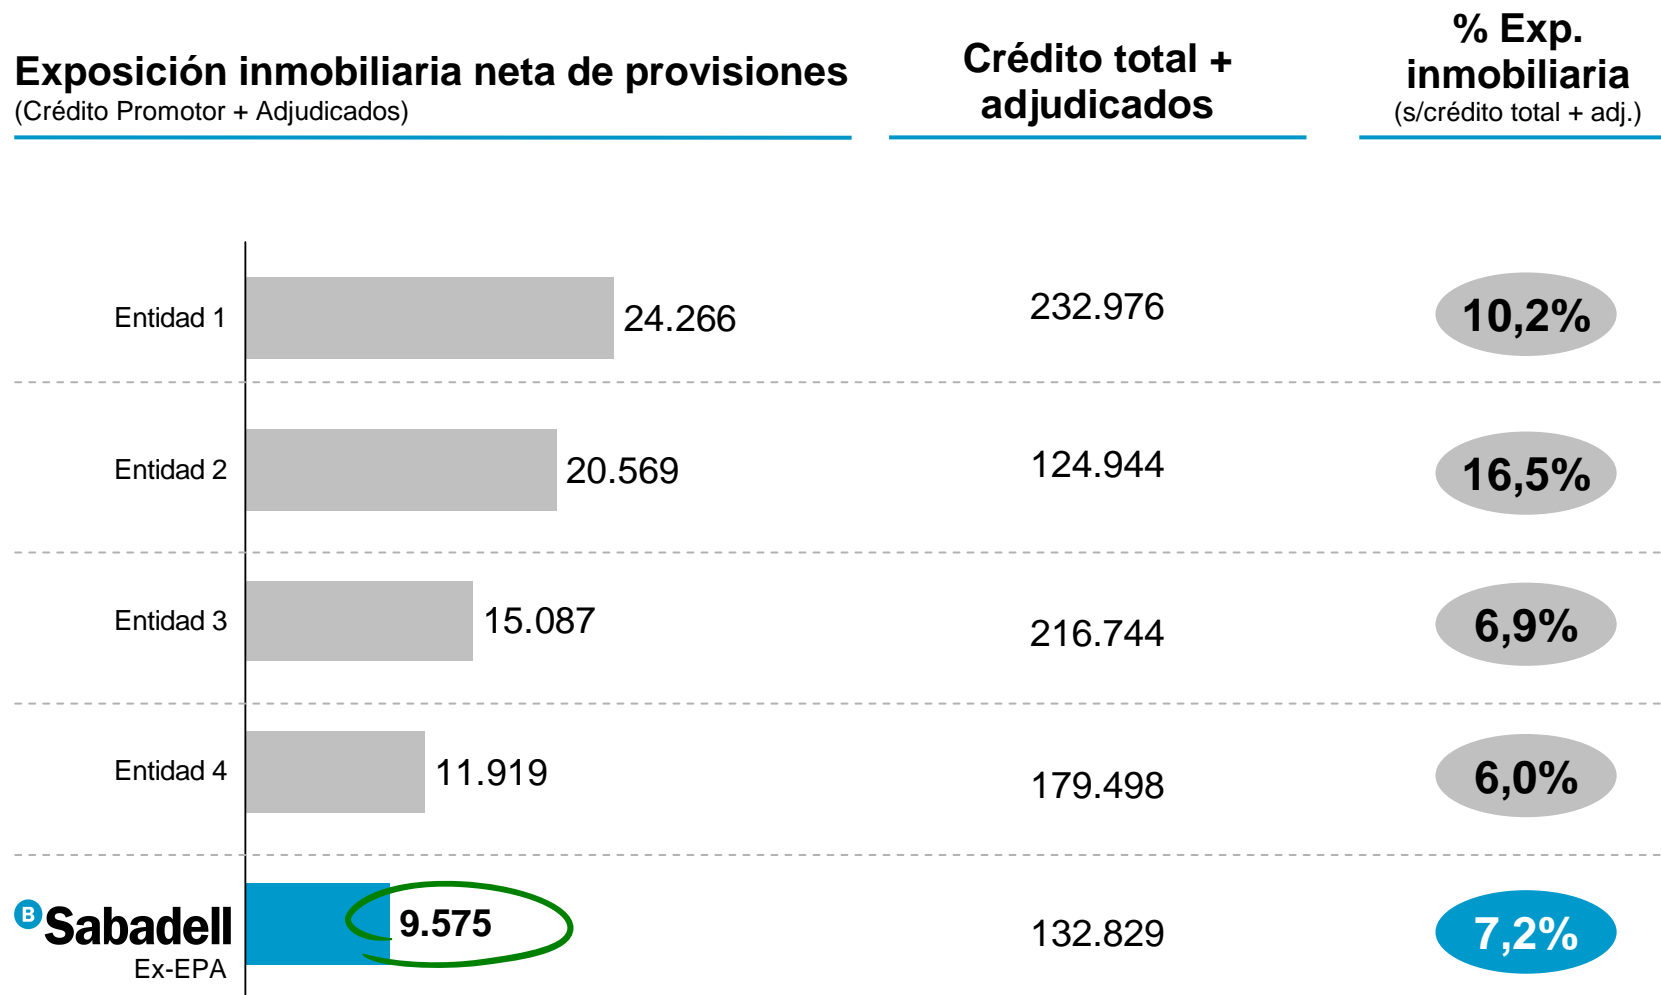 Exposición inmobiliaria neta de provisiones
(Crédito Promotor + Adjudicados)
Crédito total +
adjudicados
% Exp.
inmobiliaria
(s/crédito total + adj.)
Entidad 1
24.266
232.976
10,2%
Entidad 2
20.569
124.944
16,5%
Entidad 3
15.087
216.744
6,9%
Entidad 4
11.919
179.498
6,0%
B Sabadell
Ex-EPA
9.575
132.829
7,2%